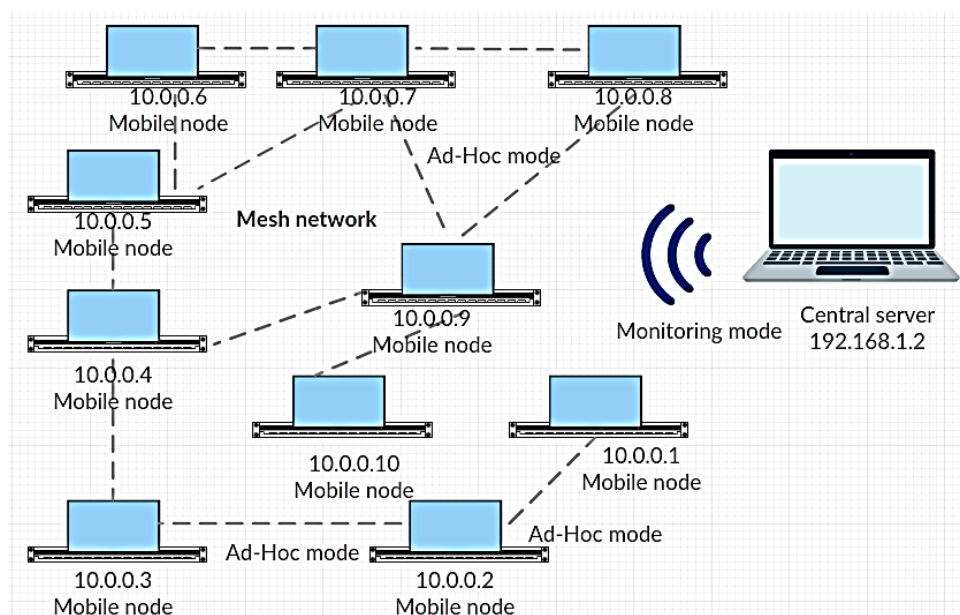 10.0.0.6
Mobile node
10.0.0.7
Mobile node
10.0.0.8
Mobile node
Ad-Hoc mode
10.0.0.5
Mobile node
Mesh network
10.0.0.9
Mobile node
Monitoring mode
Central server
192.168.1.2
10.0.0.4
Mobile node
10.0.0.10
Mobile node
10.0.0.1
Mobile node
Ad-Hoc mode
Ad-Hoc mode
10.0.0.3
Mobile node
10.0.0.2
Mobile node